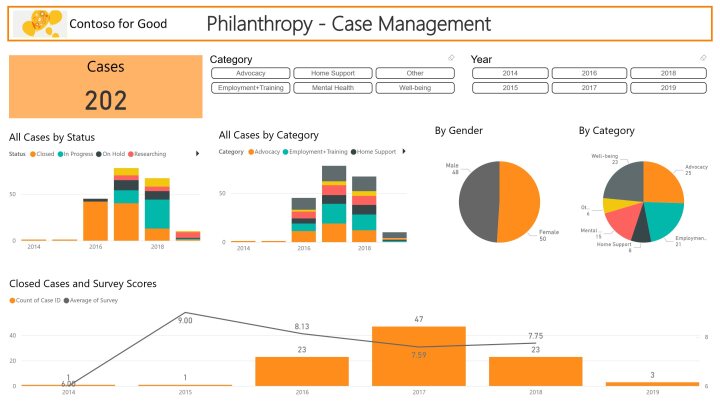 Contoso for Good
Philanthropy - Case Management
Cases
202
Category
Advocacy
Home Support
Other
Employment+Training
Mental Health
Well-being
Year
2014
2016
2018
2015
2017
2019
All Cases by Status
Status Closed In Progress On Hold Researching
50
0
2014
2016
2018
All Cases by Category
Category Advocacy Employment+Training Home Support
50
0
2014
2016
2018
By Gender
Male
48
Female
50
By Category
Well-being
23
Advocacy
25
Ot...
6
Mental ...
15
Home Support
8
Employmen...
21
Closed Cases and Survey Scores
Count of Case ID Average of Survey
40
20
0
1
6.00
9.00
1
8.13
23
47
7.59
7.75
23
3
8
6
2014
2015
2016
2017
2018
2019